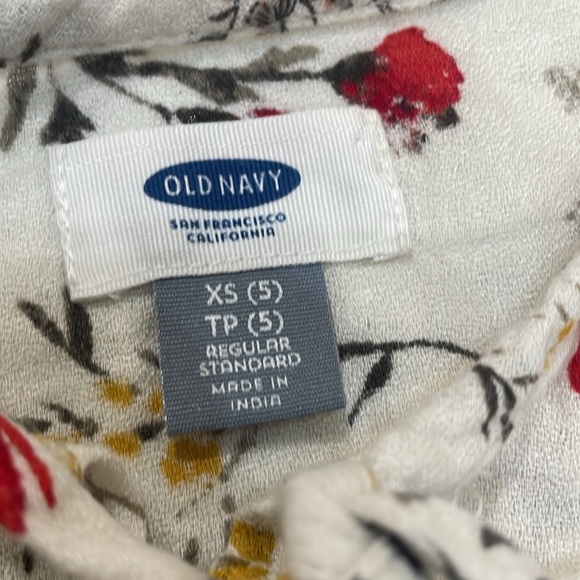 OLD NAVY
SAN FRANCISCO
CALIFORNIA
XS (5)
TP (5)
REGULAR
STANDARD
MADE IN
INDIA